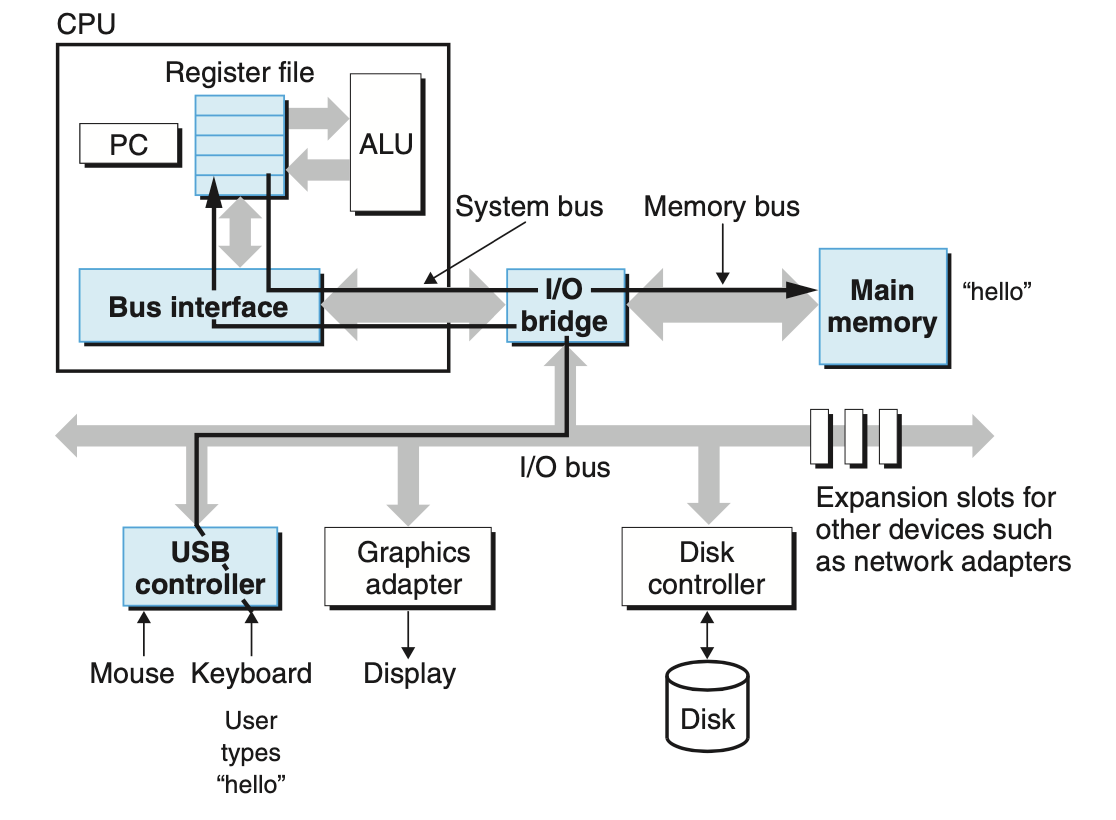 CPU
Register file
PC
ALU
System bus
Memory bus
Bus interface
I/O
bridge
Main
memory
“hello”
I/O bus
Expansion slots for
other devices such
as network adapters
USB
controller
Graphics
adapter
Disk
controller
Mouse
Keyboard
Display
Disk
User
types
“hello”